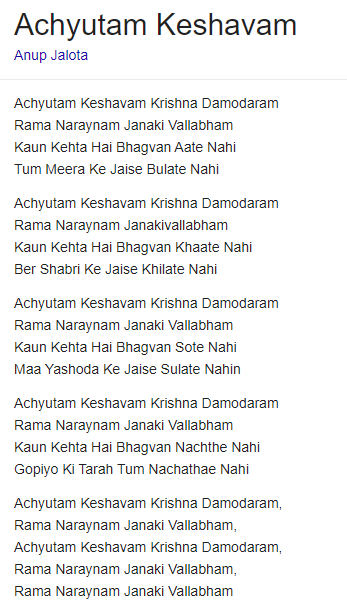 Achyutam Keshavam
Anup Jalota
Achyutam Keshavam Krishna Damodaram
Rama Naraynam Janaki Vallabham
Kaun Kehta Hai Bhagvan Aate Nahi
Tum Meera Ke Jaise Bulate Nahi
Achyutam Keshavam Krishna Damodaram
Rama Naraynam Janakivallabham
Kaun Kehta Hai Bhagvan Khaate Nahi
Ber Shabri Ke Jaise Khilate Nahi
Achyutam Keshavam Krishna Damodaram
Rama Naraynam Janaki Vallabham
Kaun Kehta Hai Bhagvan Sote Nahi
Maa Yashoda Ke Jaise Sulate Nahin
Achyutam Keshavam Krishna Damodaram
Rama Naraynam Janaki Vallabham
Kaun Kehta Hai Bhagvan Nachthe Nahi
Gopiyo Ki Tarah Tum Nachathae Nahi
Achyutam Keshavam Krishna Damodaram,
Rama Naraynam Janaki Vallabham,
Achyutam Keshavam Krishna Damodaram,
Rama Naraynam Janaki Vallabham,
Rama Naraynam Janaki Vallabham